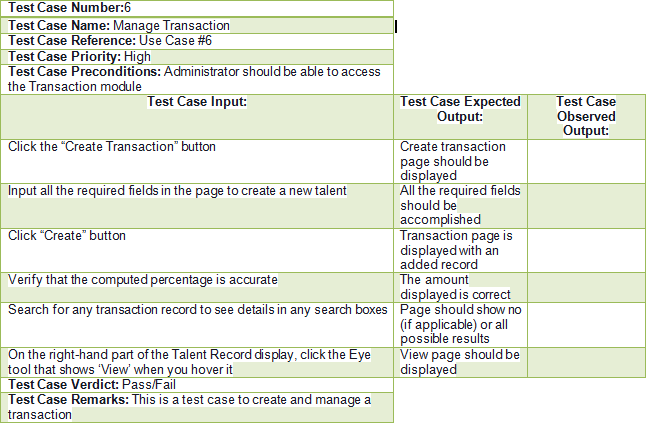 Test Case Number:6
Test Case Name: Manage Transaction
Test Case Reference: Use Case #6
Test Case Priority: High
Test Case Preconditions: Administrator should be able to access
the Transaction module
Test Case Input:
Test Case Expected
Output:
Test Case
Observed
Output:
Click the “Create Transaction” button
Create transaction
page should be
displayed
Input all the required fields in the page to create a new talent
All the required fields
should be
accomplished
Click “Create” button
Transaction page is
displayed with an
added record
Verify that the computed percentage is accurate
The amount
displayed is correct
Search for any transaction record to see details in any search boxes
Page should show no
(if applicable) or all
possible results
On the right-hand part of the Talent Record display, click the Eye
tool that shows ‘View’ when you hover it
View page should be
displayed
Test Case Verdict: Pass/Fail
Test Case Remarks: This is a test case to create and manage a
transaction